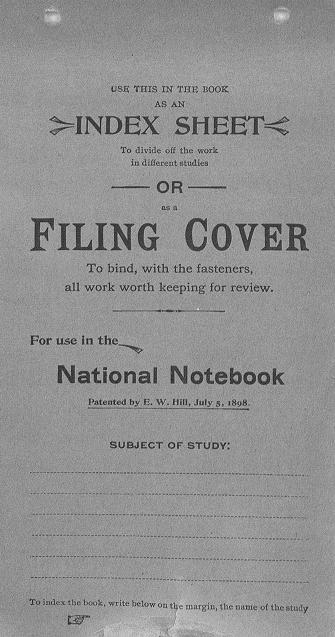 USE THIS IN THE BOOK
AS AN
INDEX SHEET
To divide off the work
in different studies
OR
as a
FILING COVER
To bind, with the fasteners,
all work worth keeping for review.
For use in the
National Notebook
Patented by E. W. Hill, July 5, 1898.
SUBJECT OF STUDY:
To index the book, write below on the margin, the name of the study